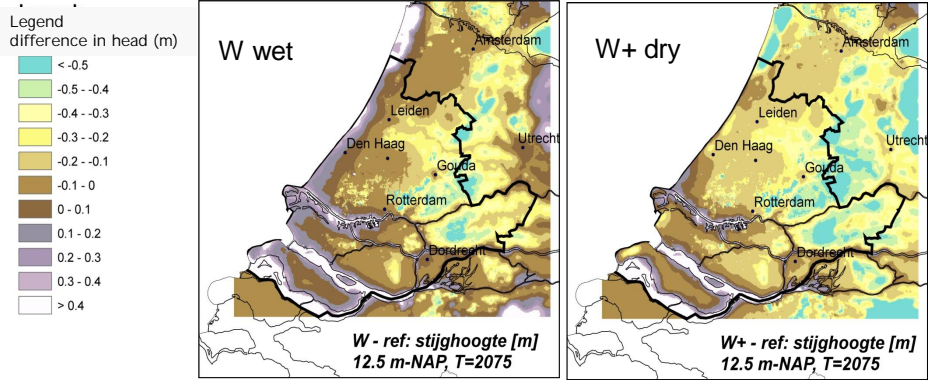 Legend
difference in head (m)
< -0.5
-0.5 - -0.4
-0.4 - -0.3
-0.3 - -0.2
-0.2 - -0.1
-0.1 - 0
0 - 0.1
0.1 - 0.2
0.2 - 0.3
0.3 - 0.4
> 0.4
W wet
Amsterdam
Leiden
Den Haag
Utrecht
Gouda
Rotterdam
Dordrecht
W - ref: stijghoogte [m]
12.5 m-NAP, T=2075
W+ dry
Amsterdam
Leiden
Den Haag
Utrecht
Gouda
Rotterdam
Dordrecht
W+ - ref: stijghoogte [m]
12.5 m-NAP, T=2075